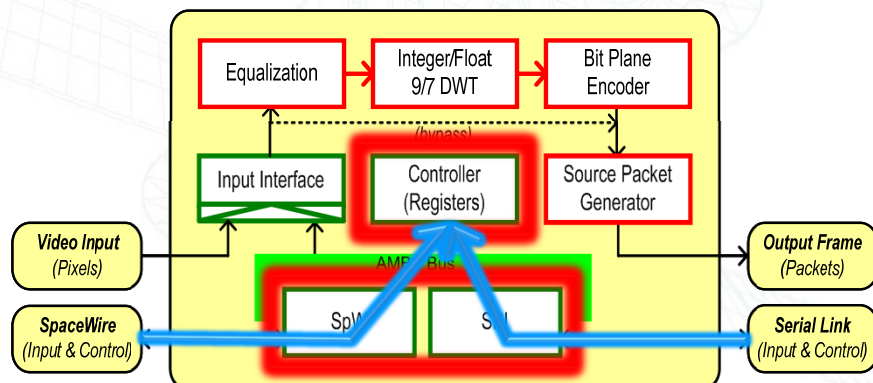 Equalization
Integer/Float
9/7 DWT
Bit Plane
Encoder
(bypass)
Input Interface
Controller
(Registers)
Source Packet
Generator
Video Input
(Pixels)
Output Frame
(Packets)
Bus
SpaceWire
(Input & Control)
Serial Link
(Input & Control)